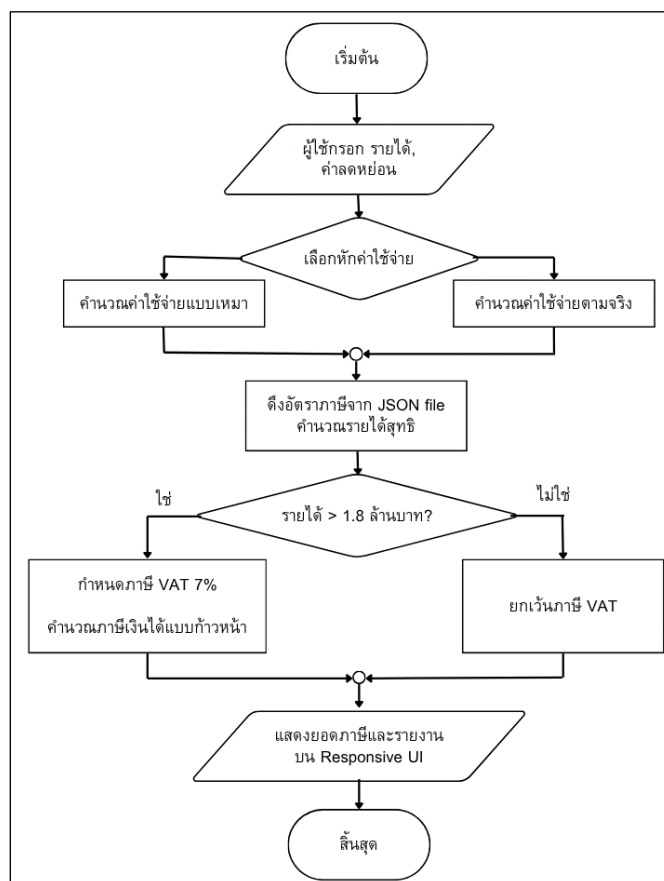 เริ่มต้น
ผู้ใช้กรอก รายได้,
ค่าลดหย่อน
เลือกหักค่าใช้จ่าย
คำนวณค่าใช้จ่ายแบบเหมา
คำนวณค่าใช้จ่ายตามจริง
ดึงอัตราภาษีจาก JSON file
คำนวณรายได้สุทธิ
ใช่
ไม่ใช่
รายได้ > 1.8 ล้านบาท?
กำหนดภาษี VAT 7%
คำนวณภาษีเงินได้แบบก้าวหน้า
ยกเว้นภาษี VAT
แสดงยอดภาษีและรายงาน
บน Responsive UI
สิ้นสุด